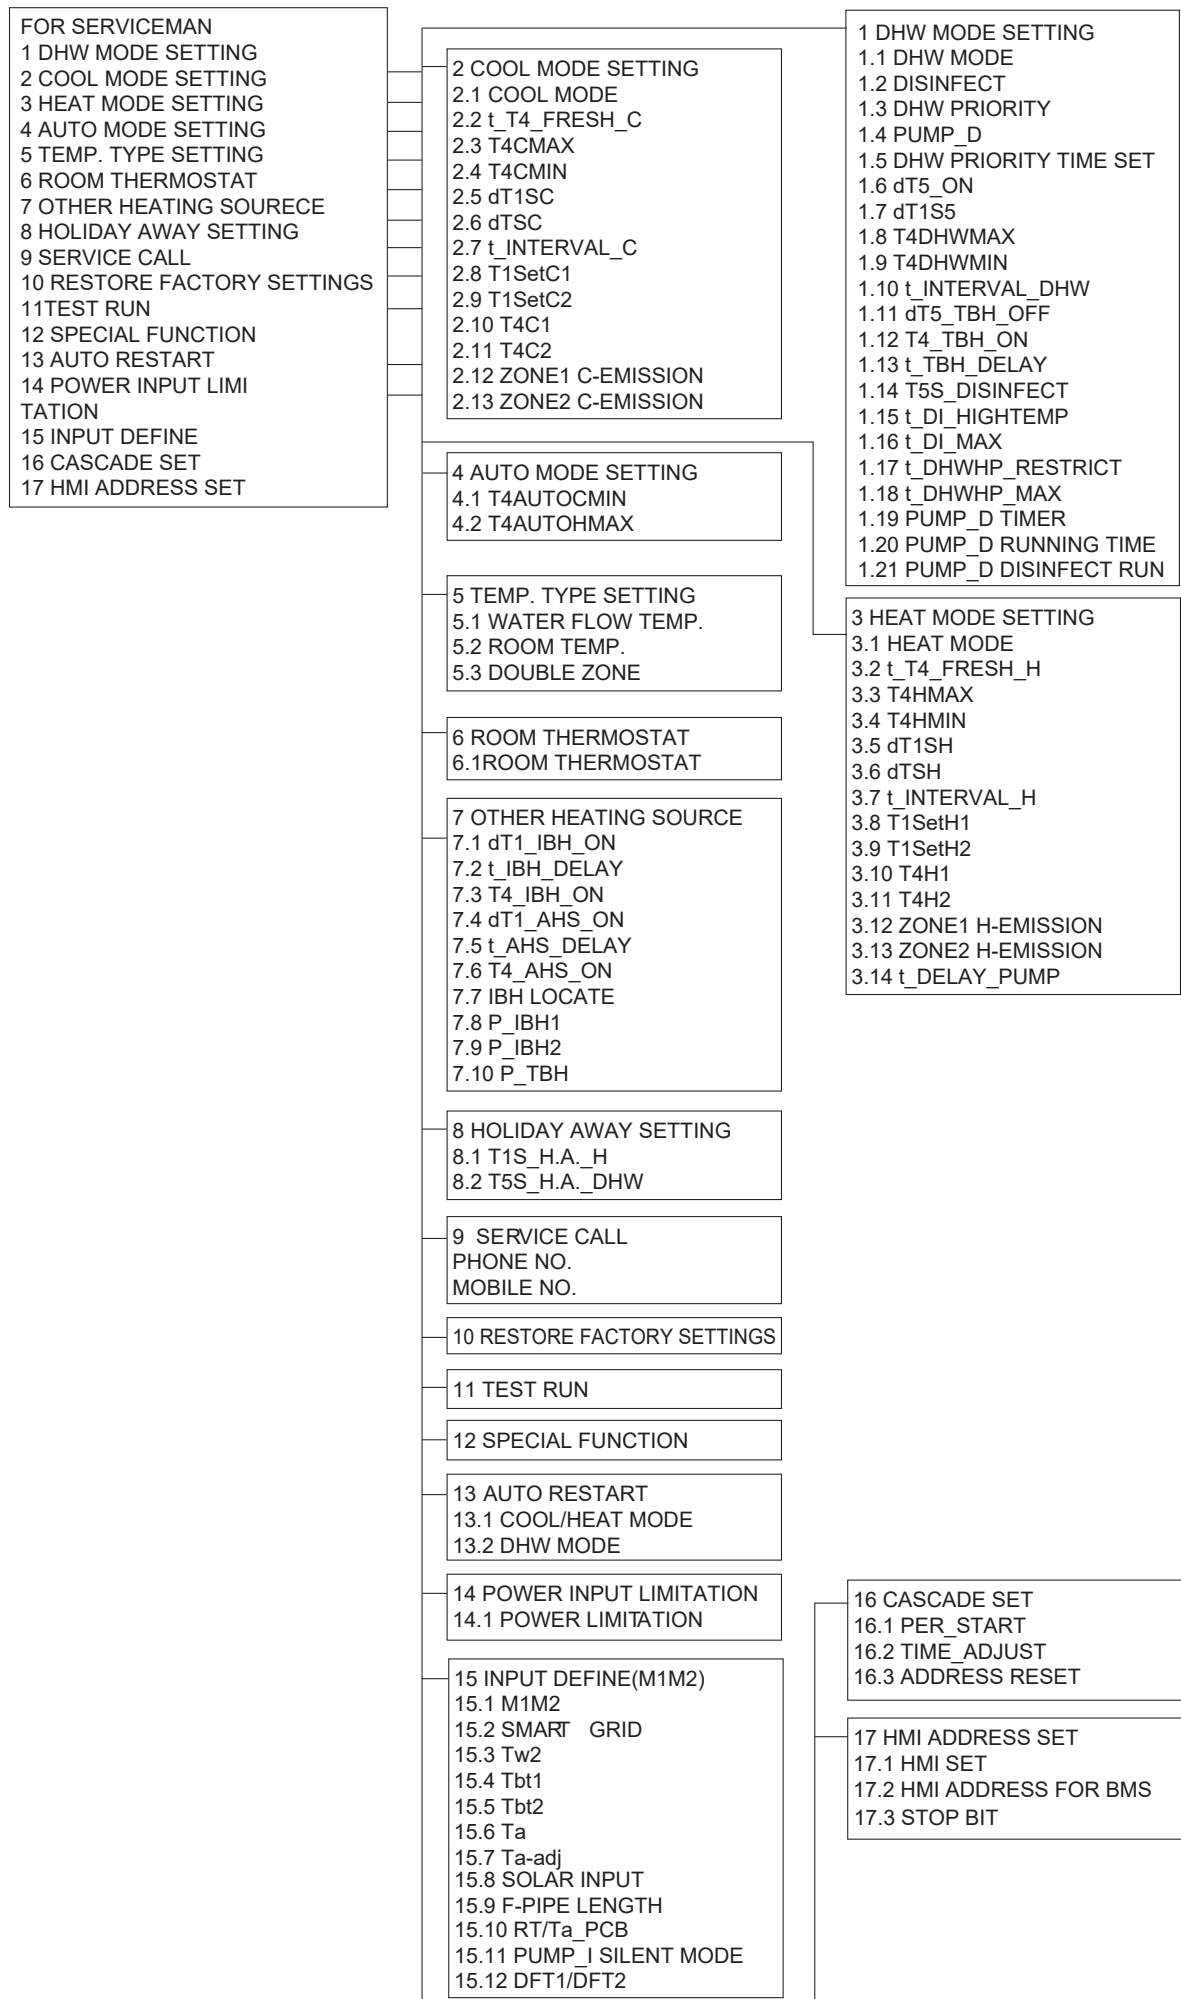 FOR SERVICEMAN
1 DHW MODE SETTING
2 COOL MODE SETTING
3 HEAT MODE SETTING
4 AUTO MODE SETTING
5 TEMP. TYPE SETTING
6 ROOM THERMOSTAT
7 OTHER HEATING SOURECE
8 HOLIDAY AWAY SETTING
9 SERVICE CALL
10 RESTORE FACTORY SETTINGS
11TEST RUN
12 SPECIAL FUNCTION
13 AUTO RESTART
14 POWER INPUT LIMI
TATION
15 INPUT DEFINE
16 CASCADE SET
17 HMI ADDRESS SET
1 DHW MODE SETTING
1.1 DHW MODE
1.2 DISINFECT
1.3 DHW PRIORITY
1.4 PUMP_D
1.5 DHW PRIORITY TIME SET
1.6 dT5_ON
1.7 dT1S5
1.8 T4DHWMAX
1.9 T4DHWMIN
1.10 t_INTERVAL_DHW
1.11 dT5_TBH_OFF
1.12 T4_TBH_ON
1.13 t_TBH_DELAY
1.14 T5S_DISINFECT
1.15 t_DI_HIGHTEMP
1.16 t_DI_MAX
1.17 t_DHWHP_RESTRICT
1.18 t_DHWHP_MAX
1.19 PUMP_D TIMER
1.20 PUMP_D RUNNING TIME
1.21 PUMP_D DISINFECT RUN
2 COOL MODE SETTING
2.1 COOL MODE
2.2 t_T4_FRESH_C
2.3 T4CMAX
2.4 T4CMIN
2.5 dT1SC
2.6 dTSC
2.7 t_INTERVAL_C
2.8 T1SetC1
2.9 T1SetC2
2.10 T4C1
2.11 T4C2
2.12 ZONE1 C-EMISSION
2.13 ZONE2 C-EMISSION
3 HEAT MODE SETTING
3.1 HEAT MODE
3.2 t_T4_FRESH_H
3.3 T4HMAX
3.4 T4HMIN
3.5 dT1SH
3.6 dTSH
3.7 t_INTERVAL_H
3.8 T1SetH1
3.9 T1SetH2
3.10 T4H1
3.11 T4H2
3.12 ZONE1 H-EMISSION
3.13 ZONE2 H-EMISSION
3.14 t_DELAY_PUMP
4 AUTO MODE SETTING
4.1 T4AUTOCMIN
4.2 T4AUTOHMAX
5 TEMP. TYPE SETTING
5.1 WATER FLOW TEMP.
5.2 ROOM TEMP.
5.3 DOUBLE ZONE
6 ROOM THERMOSTAT
6.1ROOM THERMOSTAT
7 OTHER HEATING SOURCE
7.1 dT1_IBH_ON
7.2 t_IBH_DELAY
7.3 T4_IBH_ON
7.4 dT1_AHS_ON
7.5 t_AHS_DELAY
7.6 T4_AHS_ON
7.7 IBH LOCATE
7.8 P_IBH1
7.9 P_IBH2
7.10 P_TBH
8 HOLIDAY AWAY SETTING
8.1 T1S_H.A._H
8.2 T5S_H.A._DHW
9 SERVICE CALL
PHONE NO.
MOBILE NO.
10 RESTORE FACTORY SETTINGS
11 TEST RUN
12 SPECIAL FUNCTION
13 AUTO RESTART
13.1 COOL/HEAT MODE
13.2 DHW MODE
14 POWER INPUT LIMITATION
14.1 POWER LIMITATION
15 INPUT DEFINE(M1M2)
15.1 M1M2
15.2 SMART GRID
15.3 Tw2
15.4 Tbt1
15.5 Tbt2
15.6 Ta
15.7 Ta-adj
15.8 SOLAR INPUT
15.9 F-PIPE LENGTH
15.10 RT/Ta_PCB
15.11 PUMP_I SILENT MODE
15.12 DFT1/DFT2
16 CASCADE SET
16.1 PER_START
16.2 TIME_ADJUST
16.3 ADDRESS RESET
17 HMI ADDRESS SET
17.1 HMI SET
17.2 HMI ADDRESS FOR BMS
17.3 STOP BIT